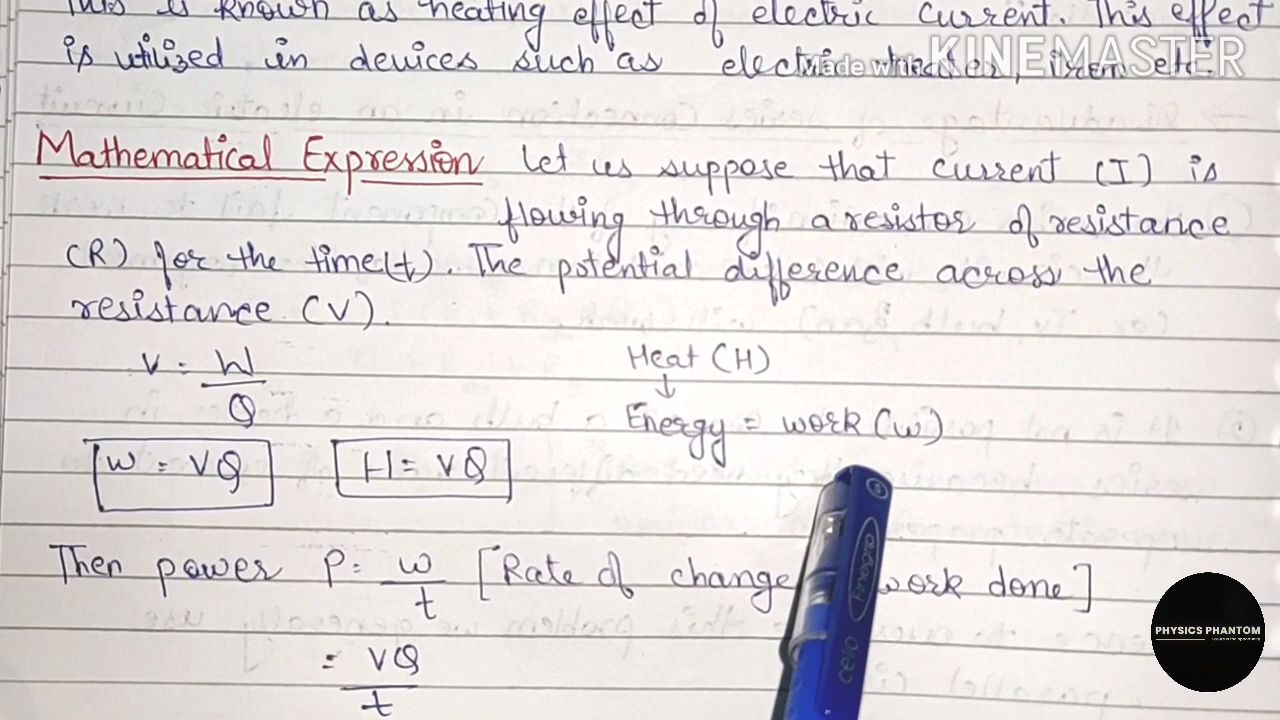 This is known as heating effect of electric current. This effect
is utilized in devices such as electric heater, iron etc.
Made with KINEMASTER
Mathematical Expression Let us suppose that current (I) is
flowing through a resistor of resistance
(R) for the time(t). The potential difference across the
resistance (V).
V = W
Q
Heat (H)
↓
Energy = work (w)
W = VQ H = VQ
Then power P = w [Rate of change work done]
t
= VQ
t
cello Finegrip
PHYSICS PHANTOM